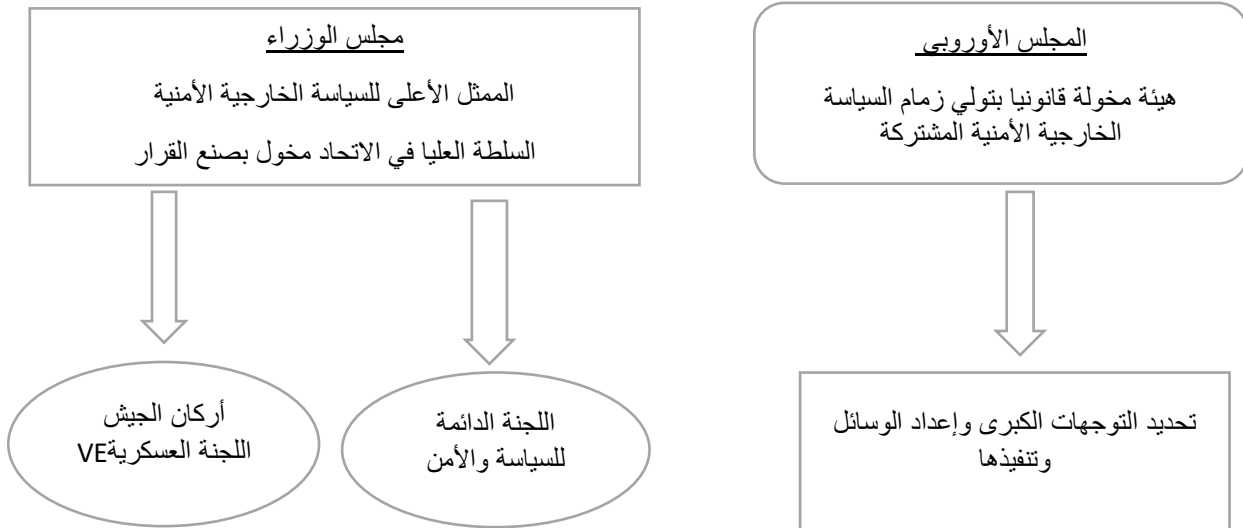 المجلس الأوروبي
هيئة مخولة قانونيا بتولي زمام السياسة
الخارجية الأمنية المشتركة
مجلس الوزراء
الممثل الأعلى للسياسة الخارجية الأمنية
السلطة العليا في الاتحاد مخول بصنع القرار
تحديد التوجهات الكبرى وإعداد الوسائل
وتنفيذها
اللجنة الدائمة
للسياسة والأمن
أركان الجيش
اللجنة العسكريةVE